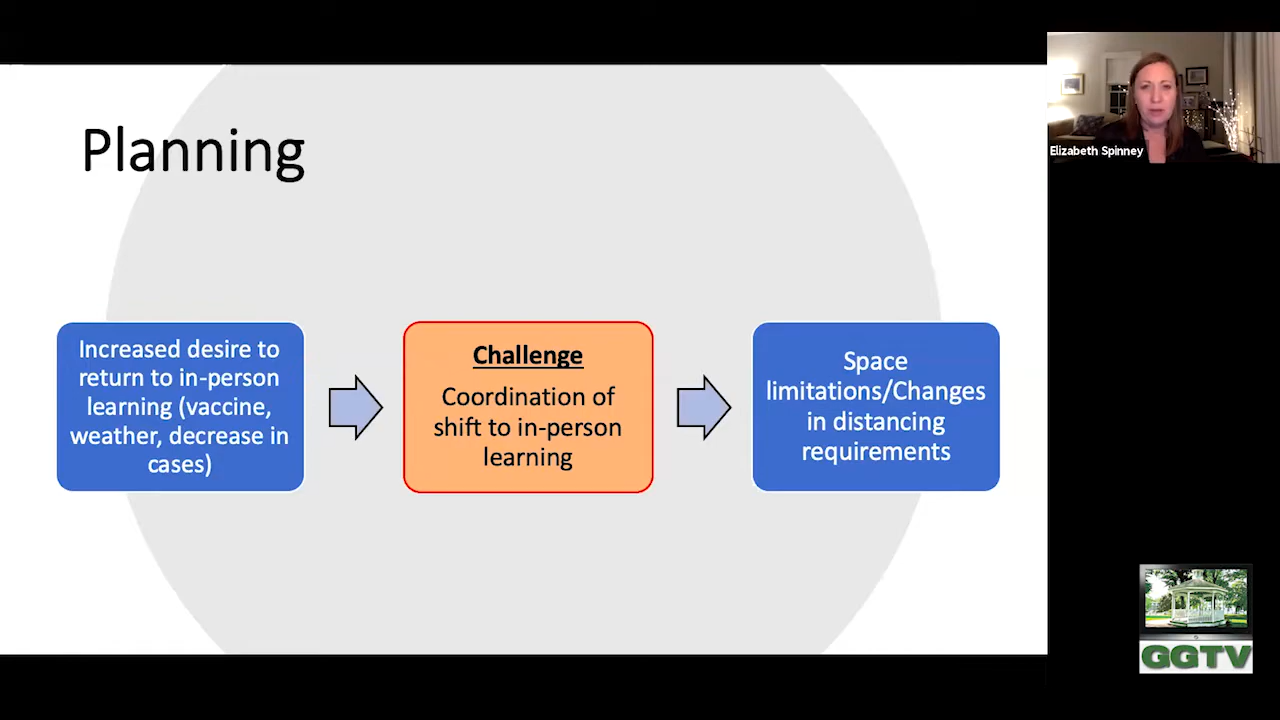 Planning
Elizabeth Spinney
Increased desire to
return to in-person
learning (vaccine,
weather, decrease in
cases)
Challenge
Coordination of
shift to in-person
learning
Space
limitations/Changes
in distancing
requirements
GGTV